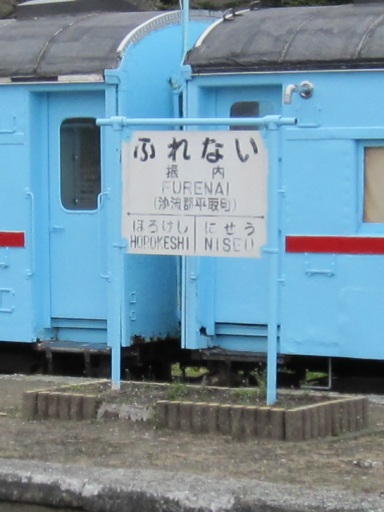 ふれない
振内
FURENAI
(沙流郡平取町)
ほろけし にせう
HOROKESHI NISEU